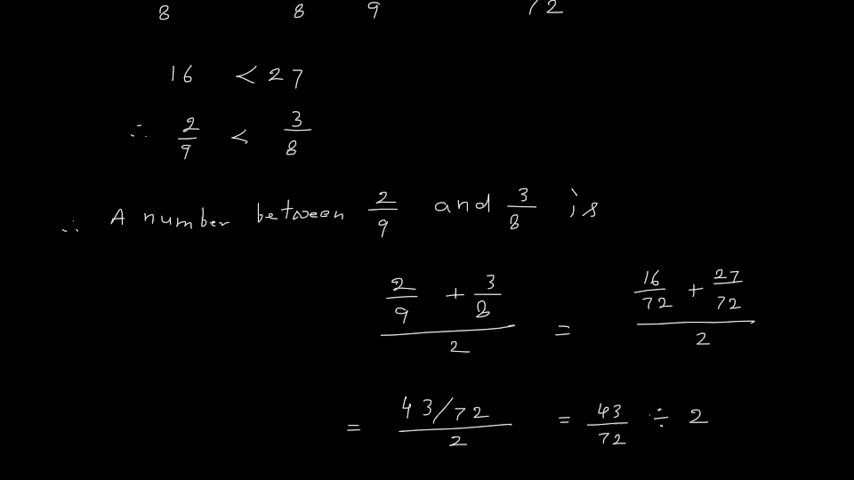 8 8 9 72
16 < 27
∴ 2/9 < 3/8
∴ A number between 2/9 and 3/8 is
(2/9 + 3/8)/2 = (16/72 + 27/72)/2
= (43/72)/2 = 43/72 ÷ 2